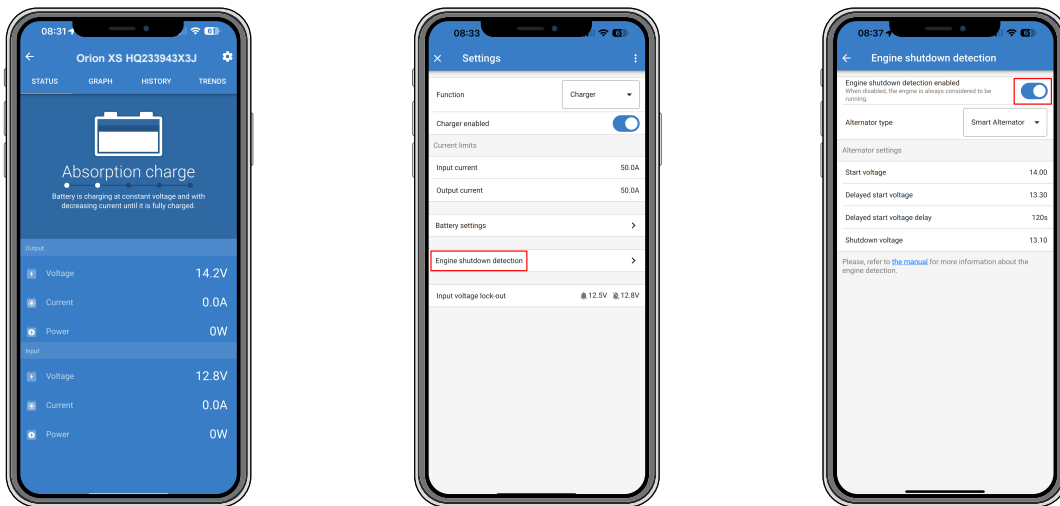 08:31
61
Orion XS HQ233943X3J
STATUS GRAPH HISTORY TRENDS
Absorption charge
Battery is charging at constant voltage and with
decreasing current until it is fully charged.
Output
Voltage 14.2V
Current 0.0A
Power 0W
Input
Voltage 12.8V
Current 0.0A
Power 0W
08:33
61
Settings
Function Charger
Charger enabled
Current limits
Input current 50.0A
Output current 50.0A
Battery settings
Engine shutdown detection
Input voltage lock-out 12.5V 12.8V
08:37
61
Engine shutdown detection
Engine shutdown detection enabled
When disabled, the engine is always considered to be
running.
Alternator type Smart Alternator
Alternator settings
Start voltage 14.00
Delayed start voltage 13.30
Delayed start voltage delay 120s
Shutdown voltage 13.10
Please, refer to the manual for more information about the
engine detection.